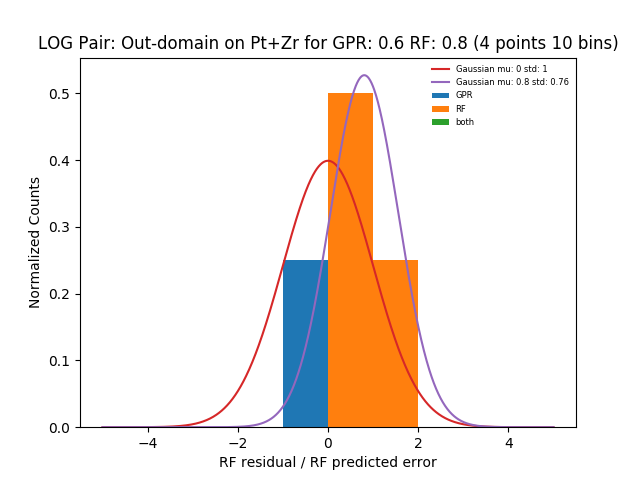 LOG Pair: Out-domain on Pt+Zr for GPR: 0.6 RF: 0.8 (4 points 10 bins)
Gaussian mu: 0 std: 1
Gaussian mu: 0.8 std: 0.76
GPR
RF
both
Normalized Counts
0.5
0.4
0.3
0.2
0.1
0.0
−4 −2 0 2 4
RF residual / RF predicted error